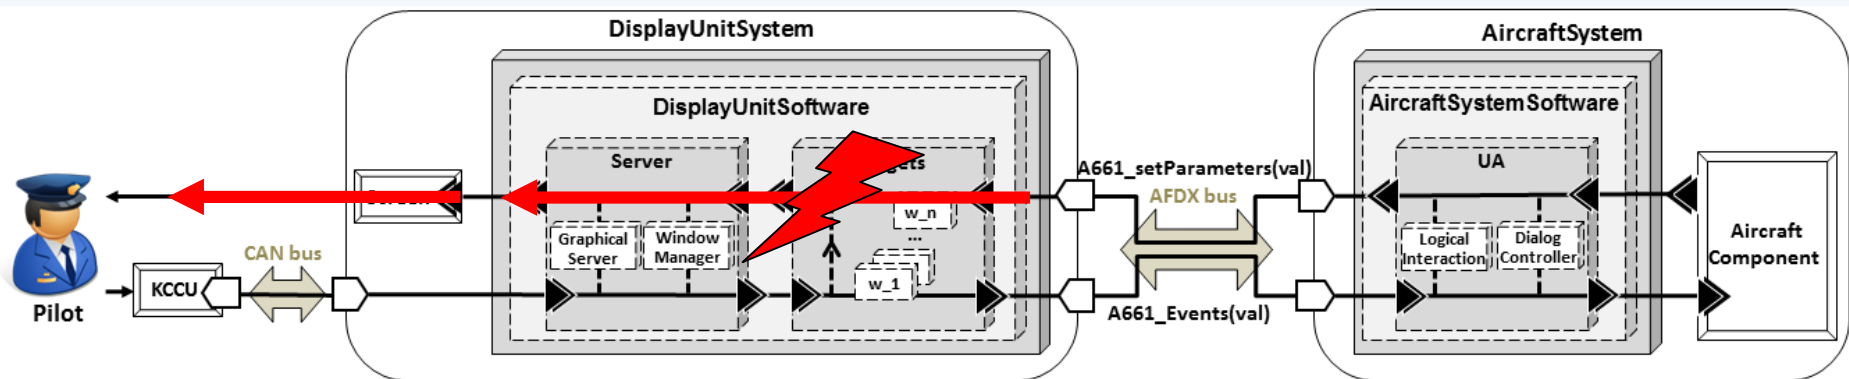 DisplayUnitSystem
AircraftSystem
DisplayUnitSoftware
AircraftSystemSoftware
Server
UA
A661_setParameters(val)
AFDX bus
w_n
...
Graphical
Server
Window
Manager
Logical
Interaction
Dialog
Controller
Aircraft
Component
CAN bus
w_1
KCCU
Pilot
A661_Events(val)